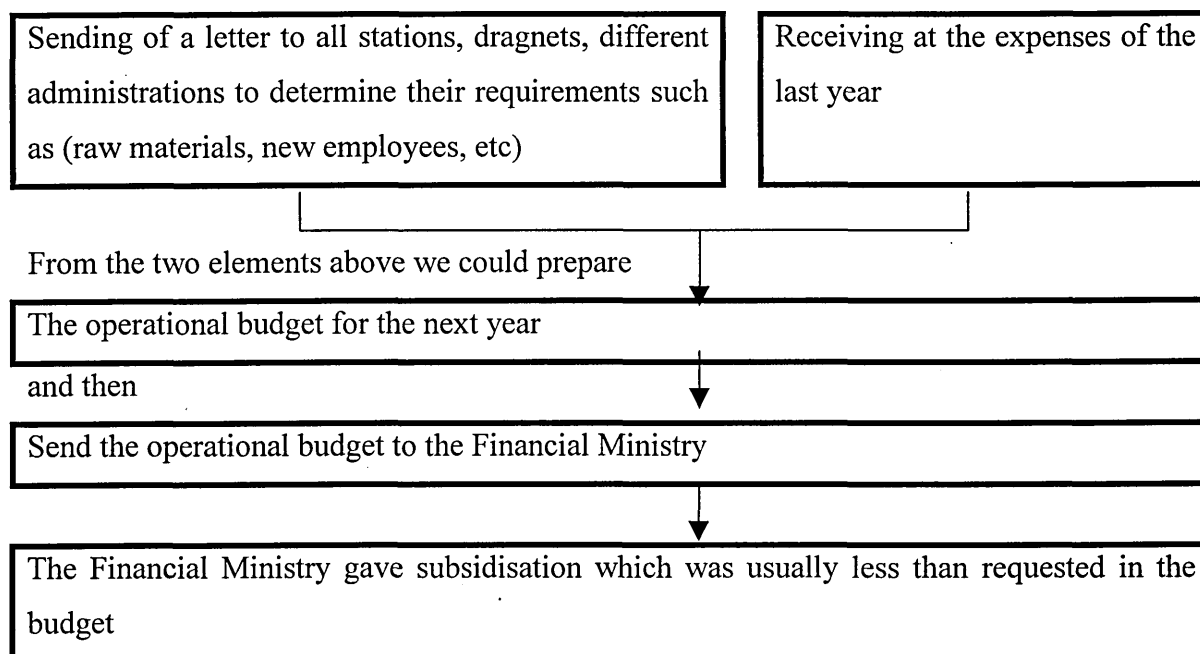 Sending of a letter to all stations, dragnets, different
administrations to determine their requirements such
as (raw materials, new employees, etc)
Receiving at the expenses of the
last year
From the two elements above we could prepare
The operational budget for the next year
and then
Send the operational budget to the Financial Ministry
The Financial Ministry gave subsidisation which was usually less than requested in the
budget